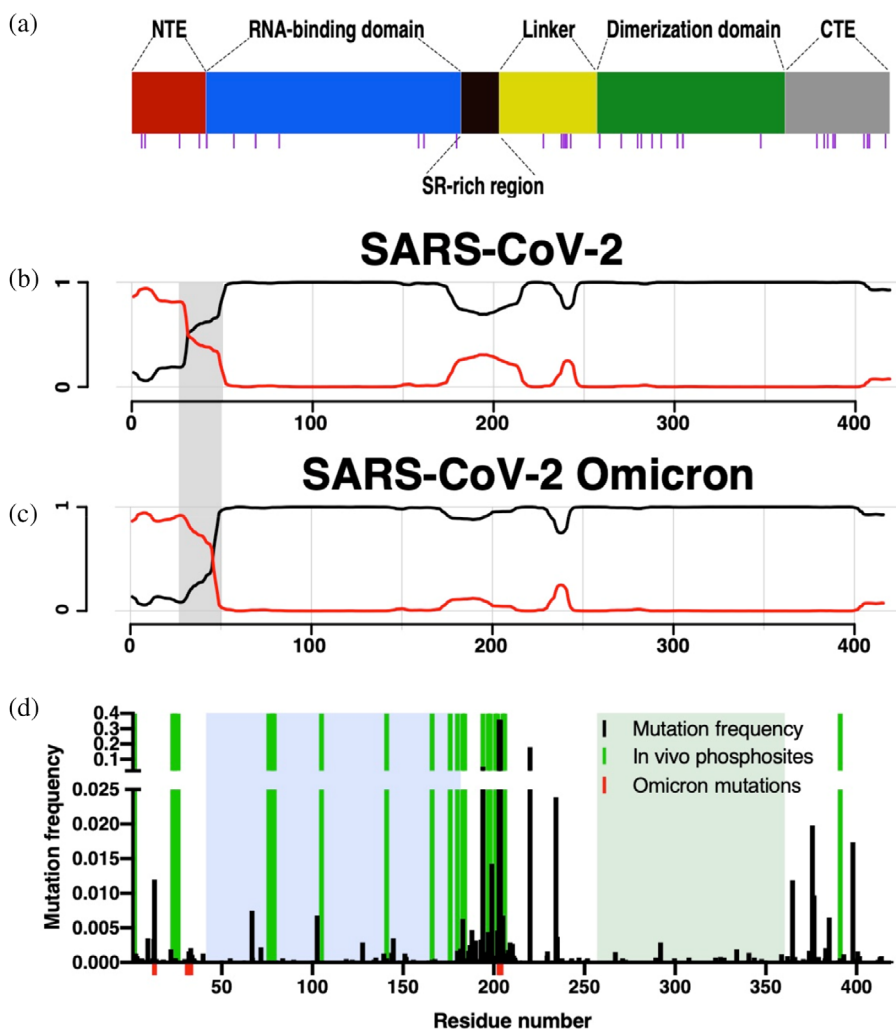 (a)
NTE RNA-binding domain Linker Dimerization domain CTE
SR-rich region
SARS-CoV-2
(b)
1
0
0 100 200 300 400
SARS-CoV-2 Omicron
(c)
1
0
0 100 200 300 400
(d)
Mutation frequency
0.4
0.3
0.2
0.1
0.025
0.020
0.015
0.010
0.005
0.000
Mutation frequency
In vivo phosphosites
Omicron mutations
50 100 150 200 250 300 350 400
Residue number